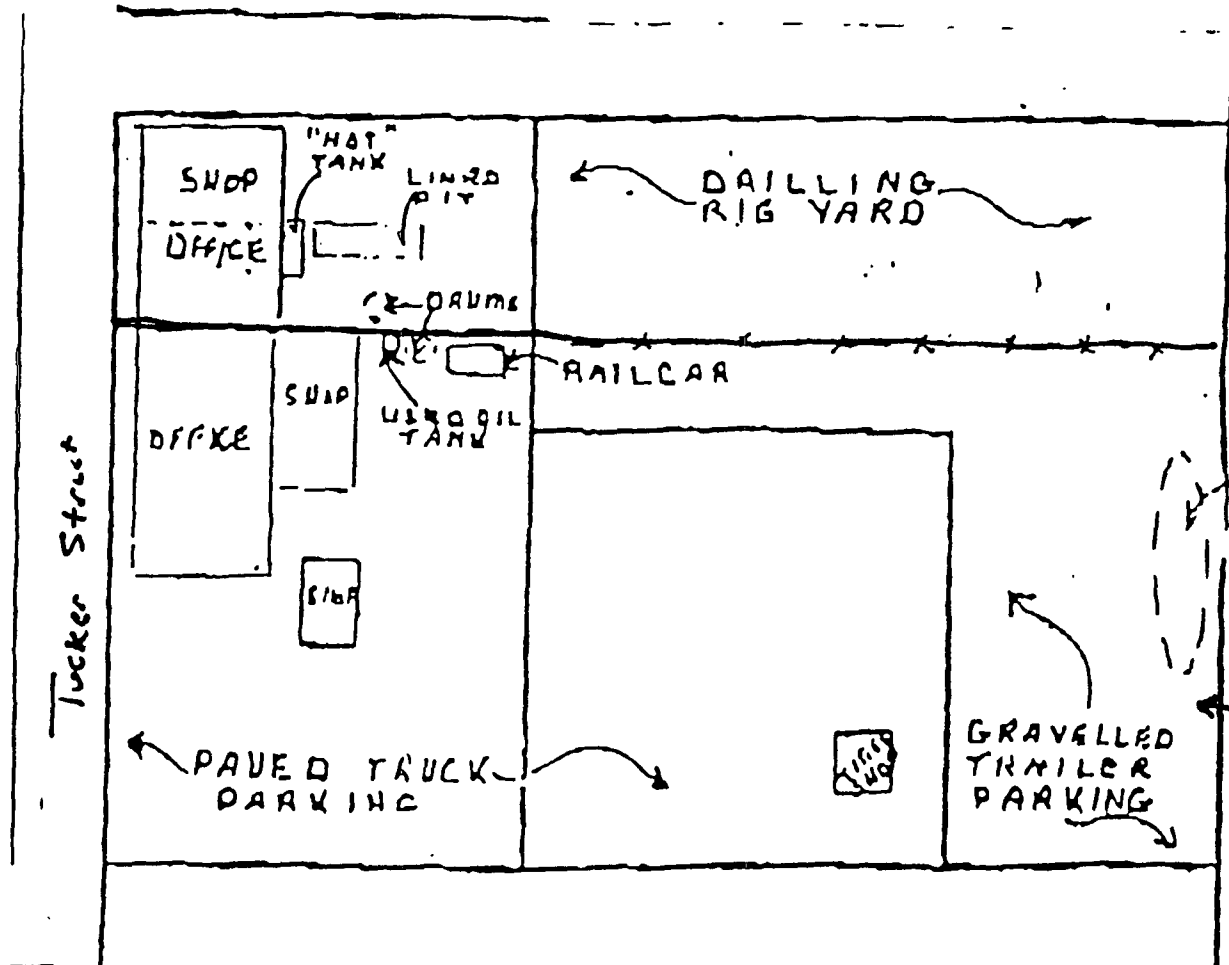 "HOT"
TANK
SHOP
OFFICE
LINED
PIT
DRILLING
RIG YARD
DRUMS
RAILCAR
USED OIL
TANK
SHOP
OFFICE
SHOP
Tucker Street
PAVED TRUCK
PARKING
GRAVELLED
TRAILER
PARKING